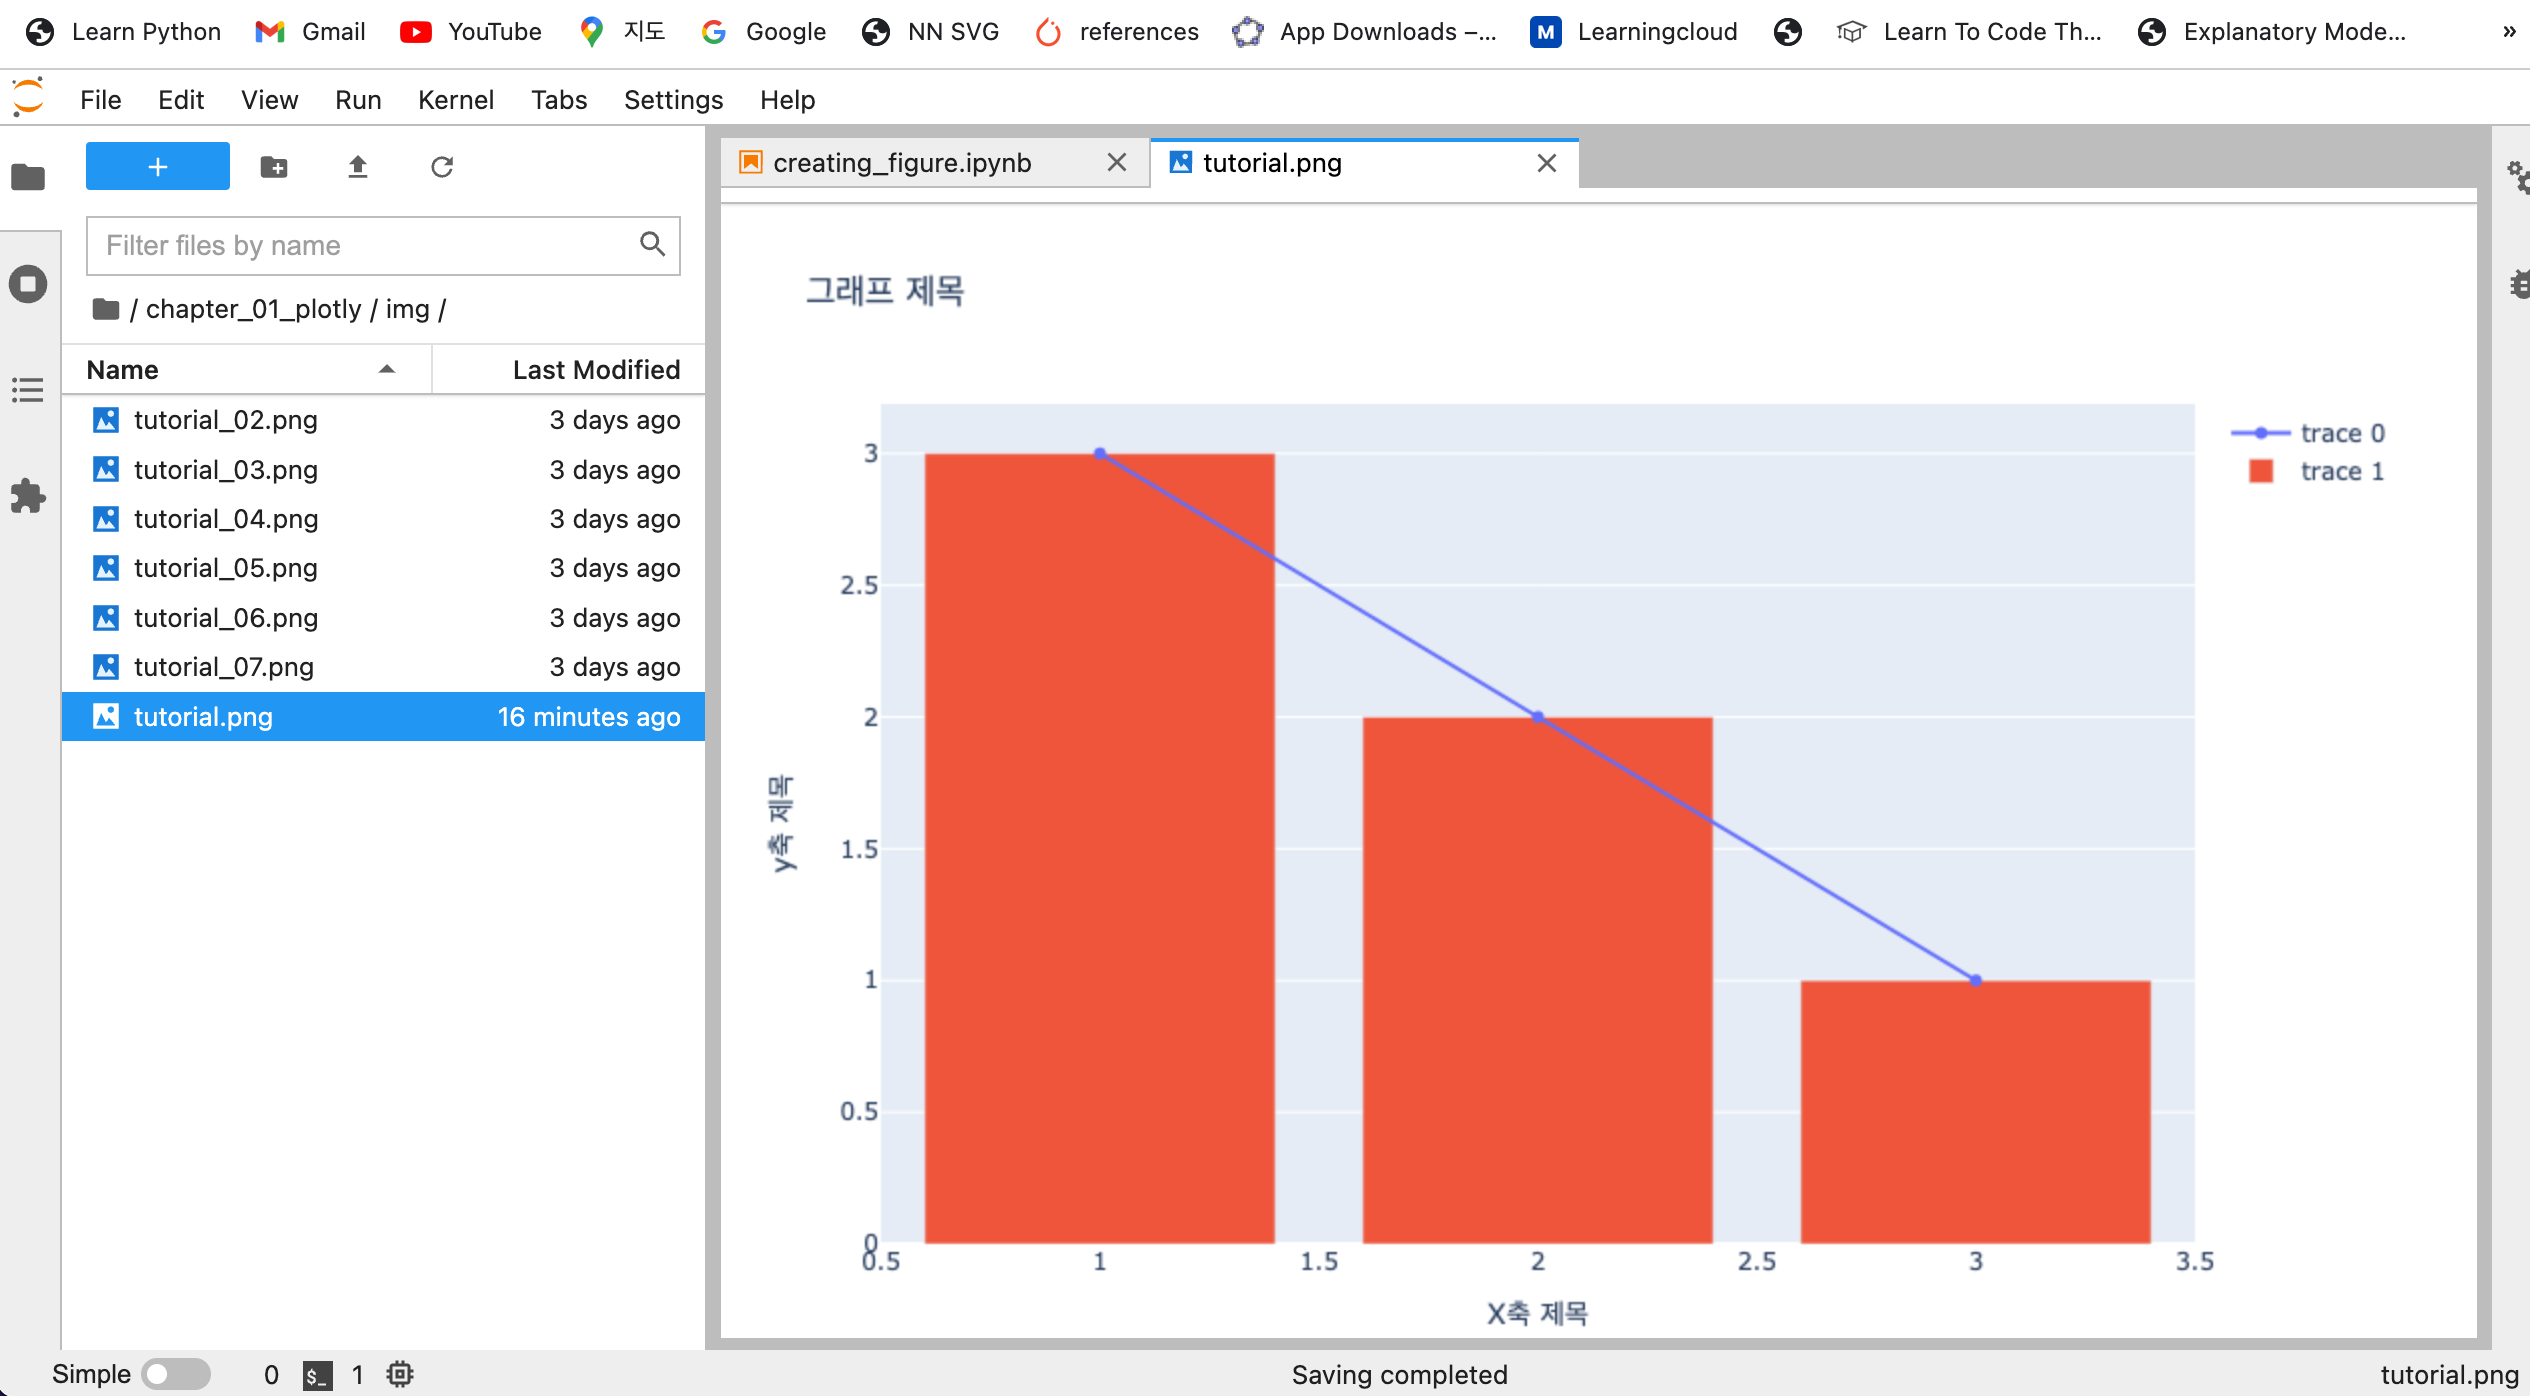 Learn Python Gmail YouTube 지도 Google NN SVG references App Downloads –... M Learningcloud Learn To Code Th... Explanatory Mode... »
File Edit View Run Kernel Tabs Settings Help
creating_figure.ipynb tutorial.png
Filter files by name
/ chapter_01_plotly / img /
Name Last Modified
tutorial_02.png 3 days ago
tutorial_03.png 3 days ago
tutorial_04.png 3 days ago
tutorial_05.png 3 days ago
tutorial_06.png 3 days ago
tutorial_07.png 3 days ago
tutorial.png 16 minutes ago
그래프 제목
trace 0
trace 1
3
2.5
2
1.5
1
0.5
0
y축 제목
0.5 1 1.5 2 2.5 3 3.5
X축 제목
Simple 0 $_ 1 Saving completed tutorial.png